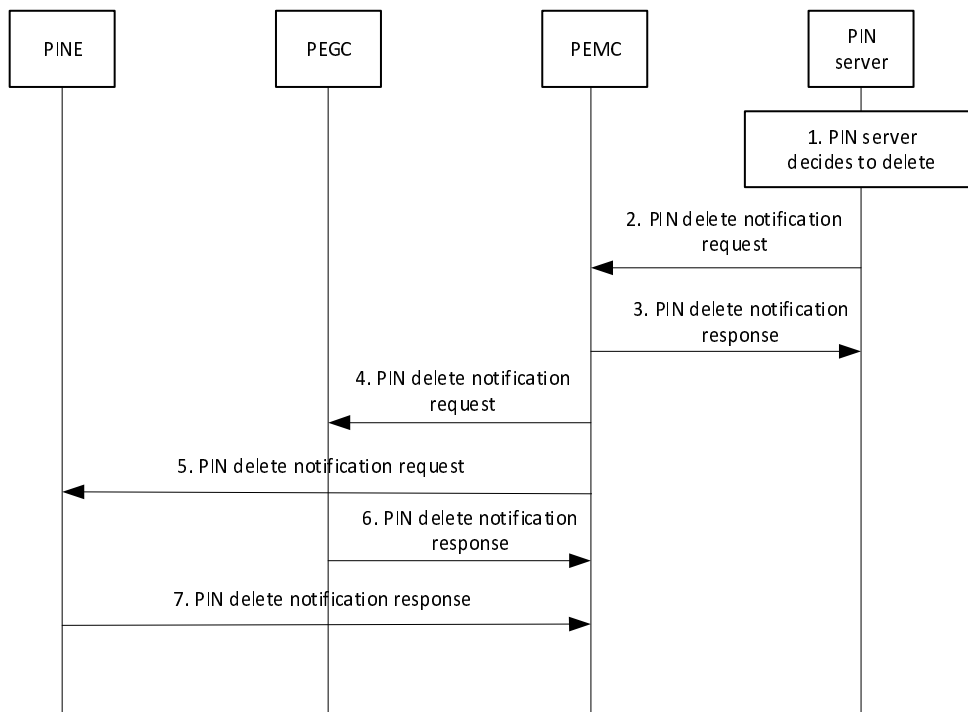 PINE
PEGC
PEMC
PIN
server
1. PIN server
decides to delete
2. PIN delete notification
request
3. PIN delete notification
response
4. PIN delete notification
request
5. PIN delete notification request
6. PIN delete notification
response
7. PIN delete notification response